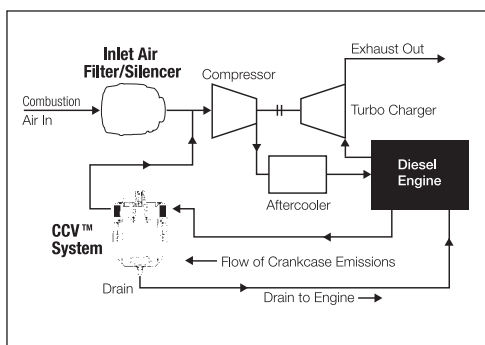 Inlet Air
Filter/Silencer
Combustion
Air In
Compressor
Exhaust Out
Turbo Charger
Aftercooler
Diesel
Engine
CCV™
System
Flow of Crankcase Emissions
Drain
Drain to Engine